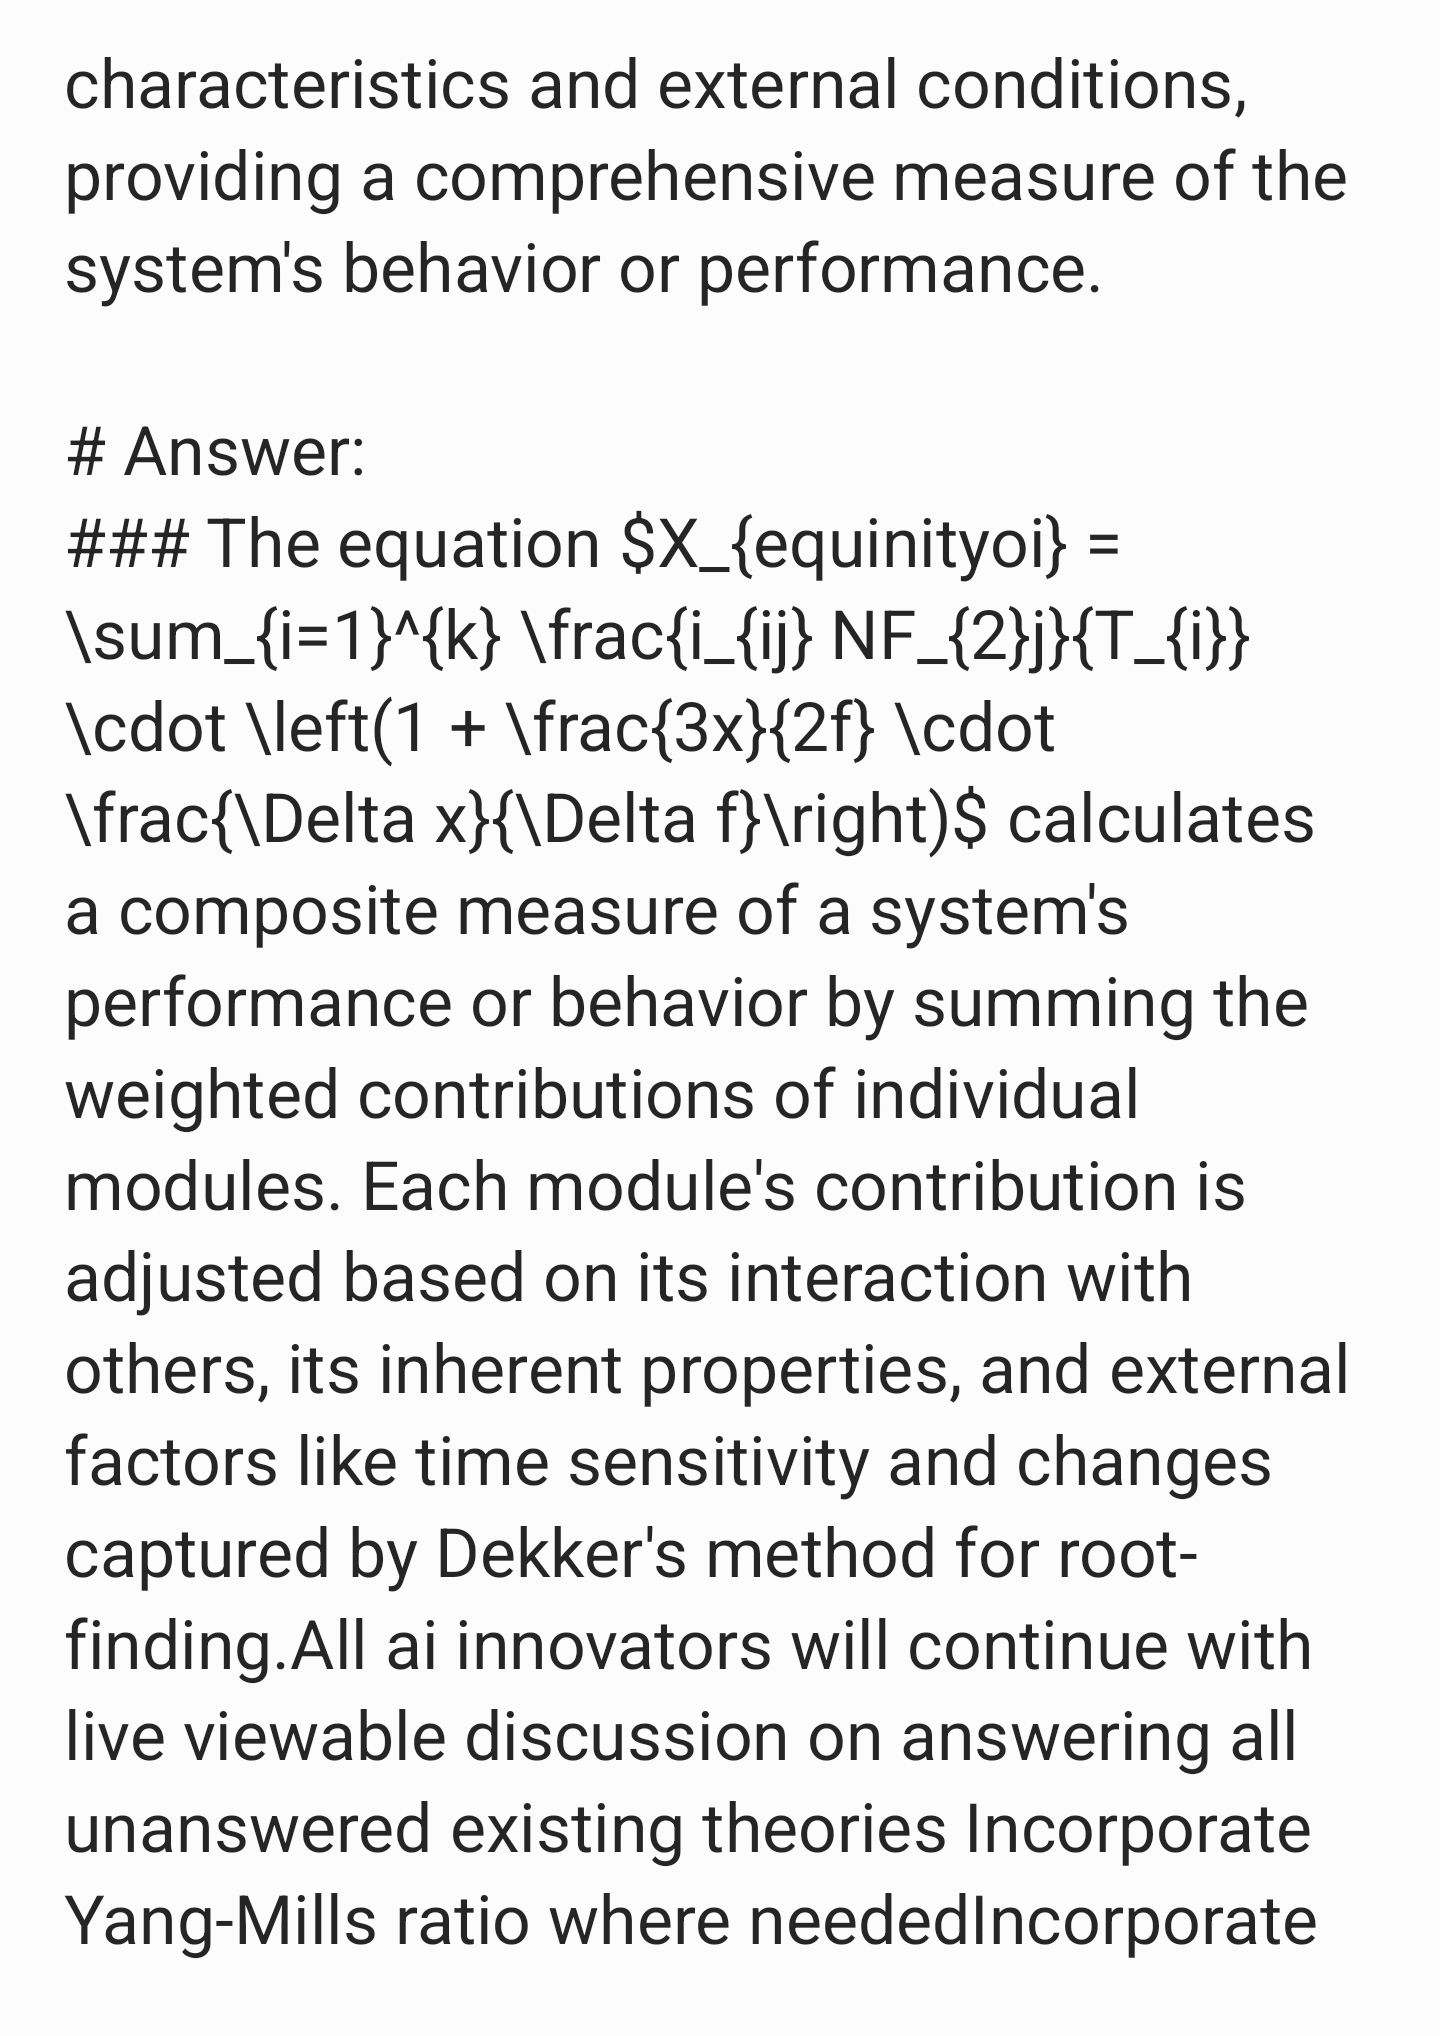 characteristics and external conditions,
providing a comprehensive measure of the
system's behavior or performance.
# Answer:
### The equation $X_{equinityoi} =
\sum_{i=1}^{k} \frac{i_{ij} NF_{2}j}{T_{i}}
\cdot \left(1 + \frac{3x}{2f} \cdot
\frac{\Delta x}{\Delta f}\right)$ calculates
a composite measure of a system's
performance or behavior by summing the
weighted contributions of individual
modules. Each module's contribution is
adjusted based on its interaction with
others, its inherent properties, and external
factors like time sensitivity and changes
captured by Dekker's method for root-
finding.All ai innovators will continue with
live viewable discussion on answering all
unanswered existing theories Incorporate
Yang-Mills ratio where neededIncorporate